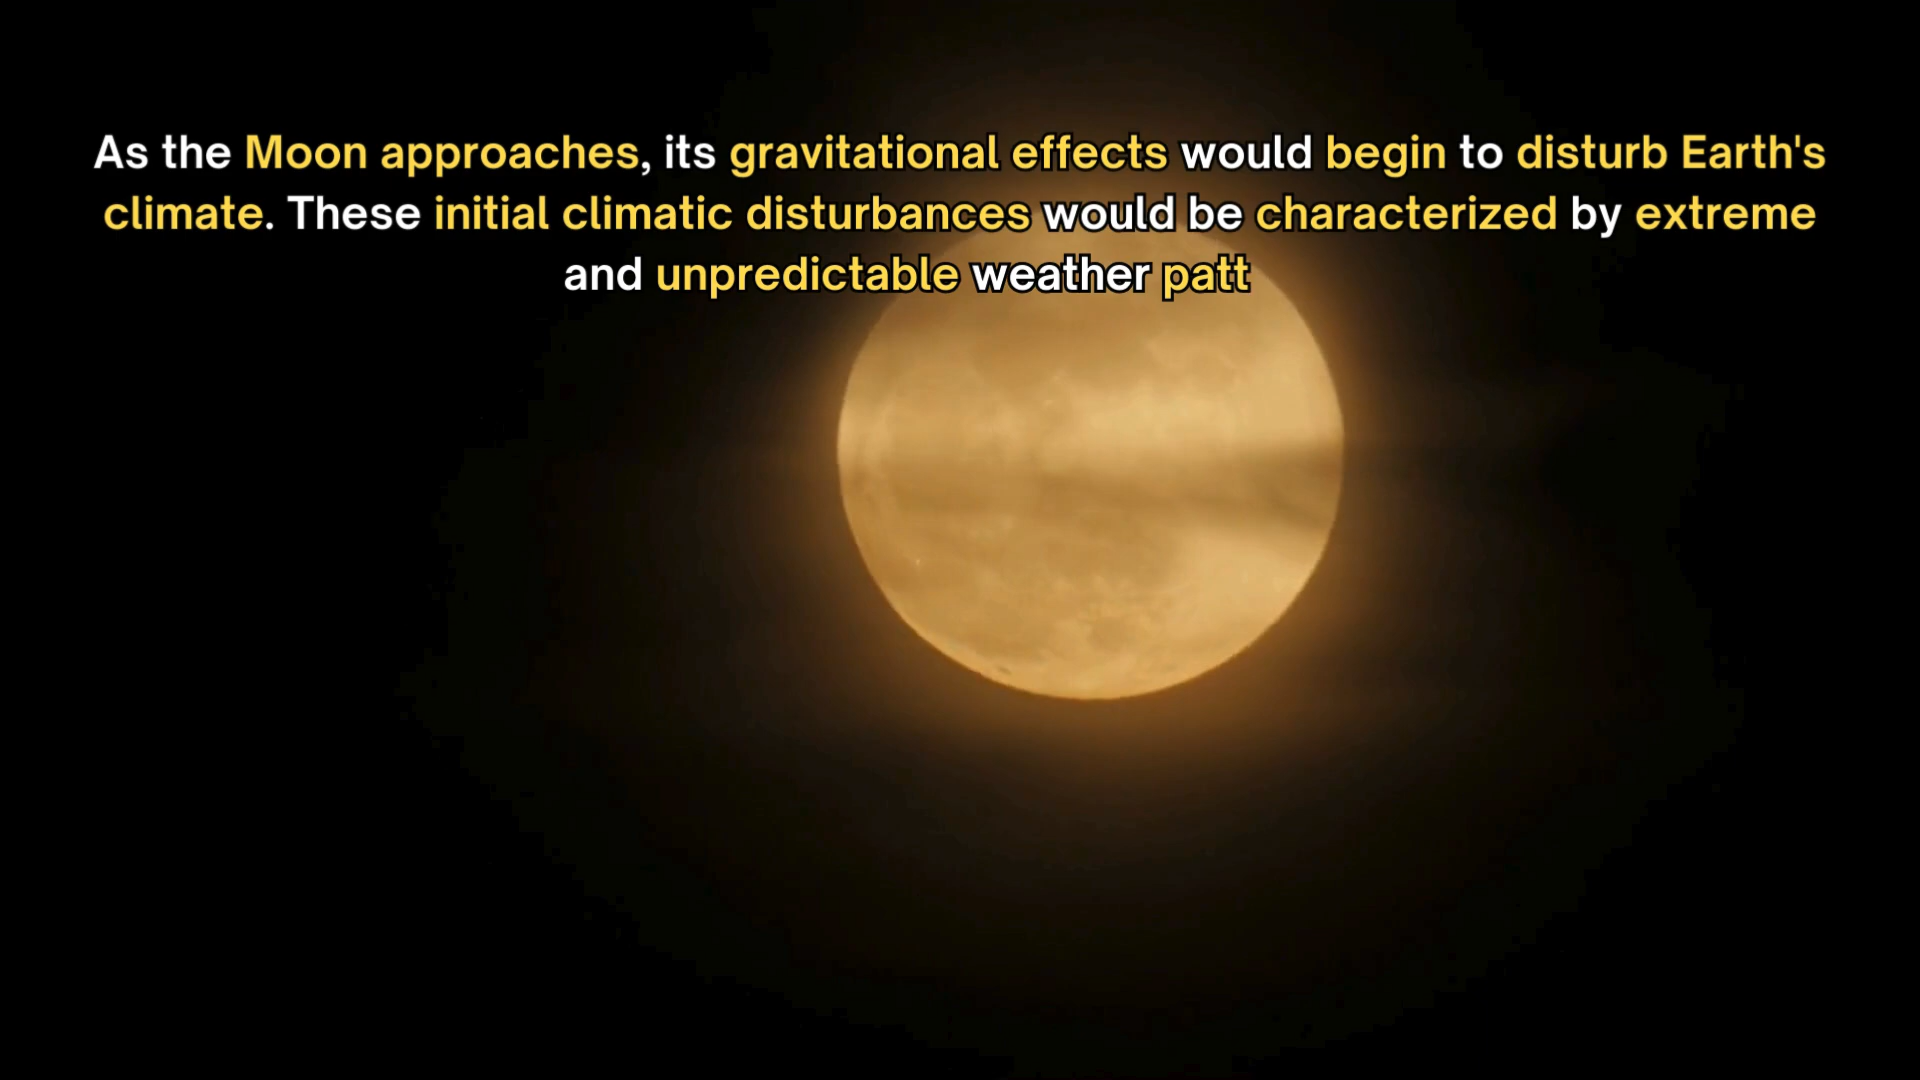 As the Moon approaches, its gravitational effects would begin to disturb Earth's
climate. These initial climatic disturbances would be characterized by extreme
and unpredictable weather patt